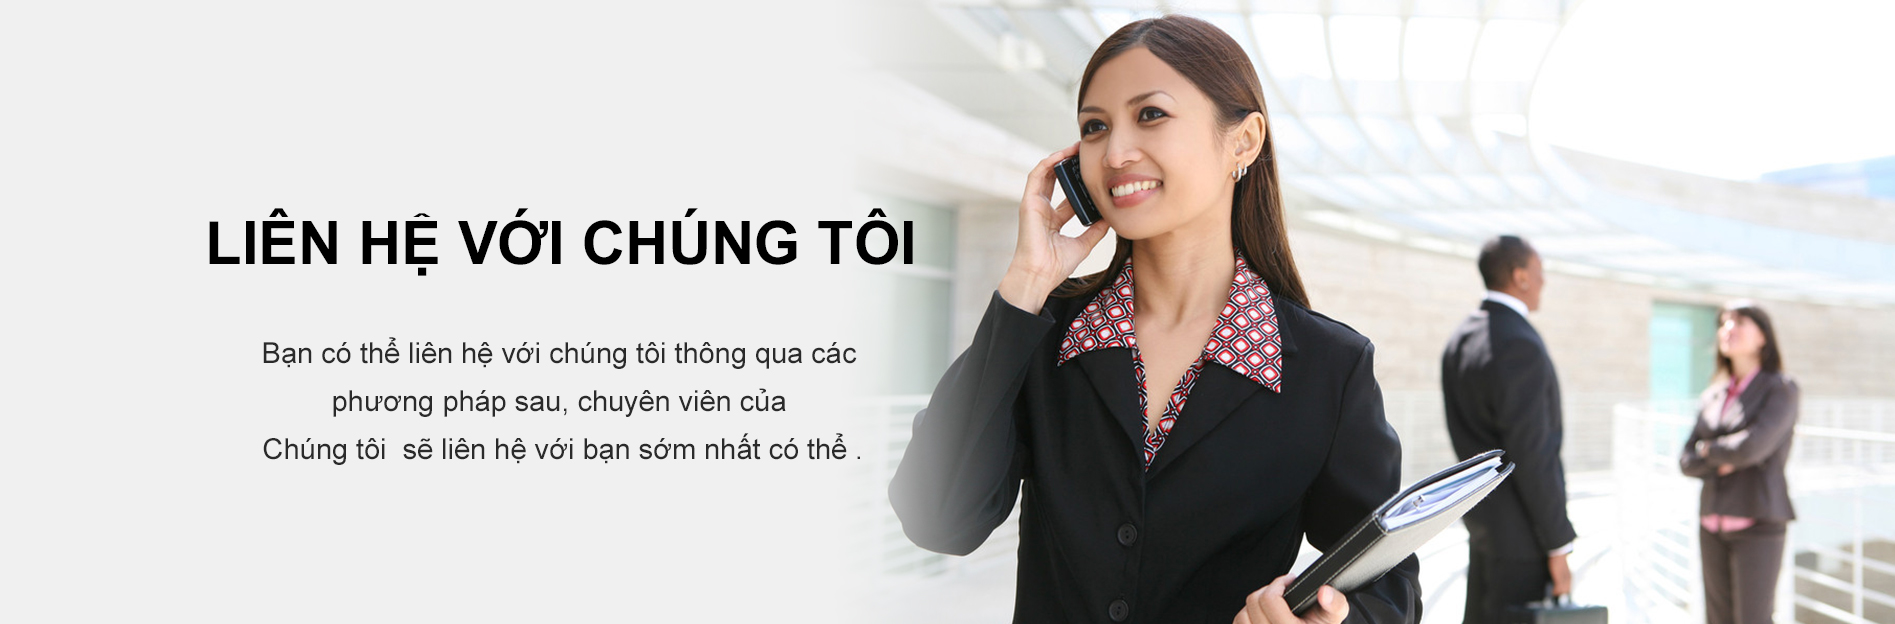 LIÊN HỆ VỚI CHÚNG TÔI
Bạn có thể liên hệ với chúng tôi thông qua các
phương pháp sau, chuyên viên của
Chúng tôi  sẽ liên hệ với bạn sớm nhất có thể .